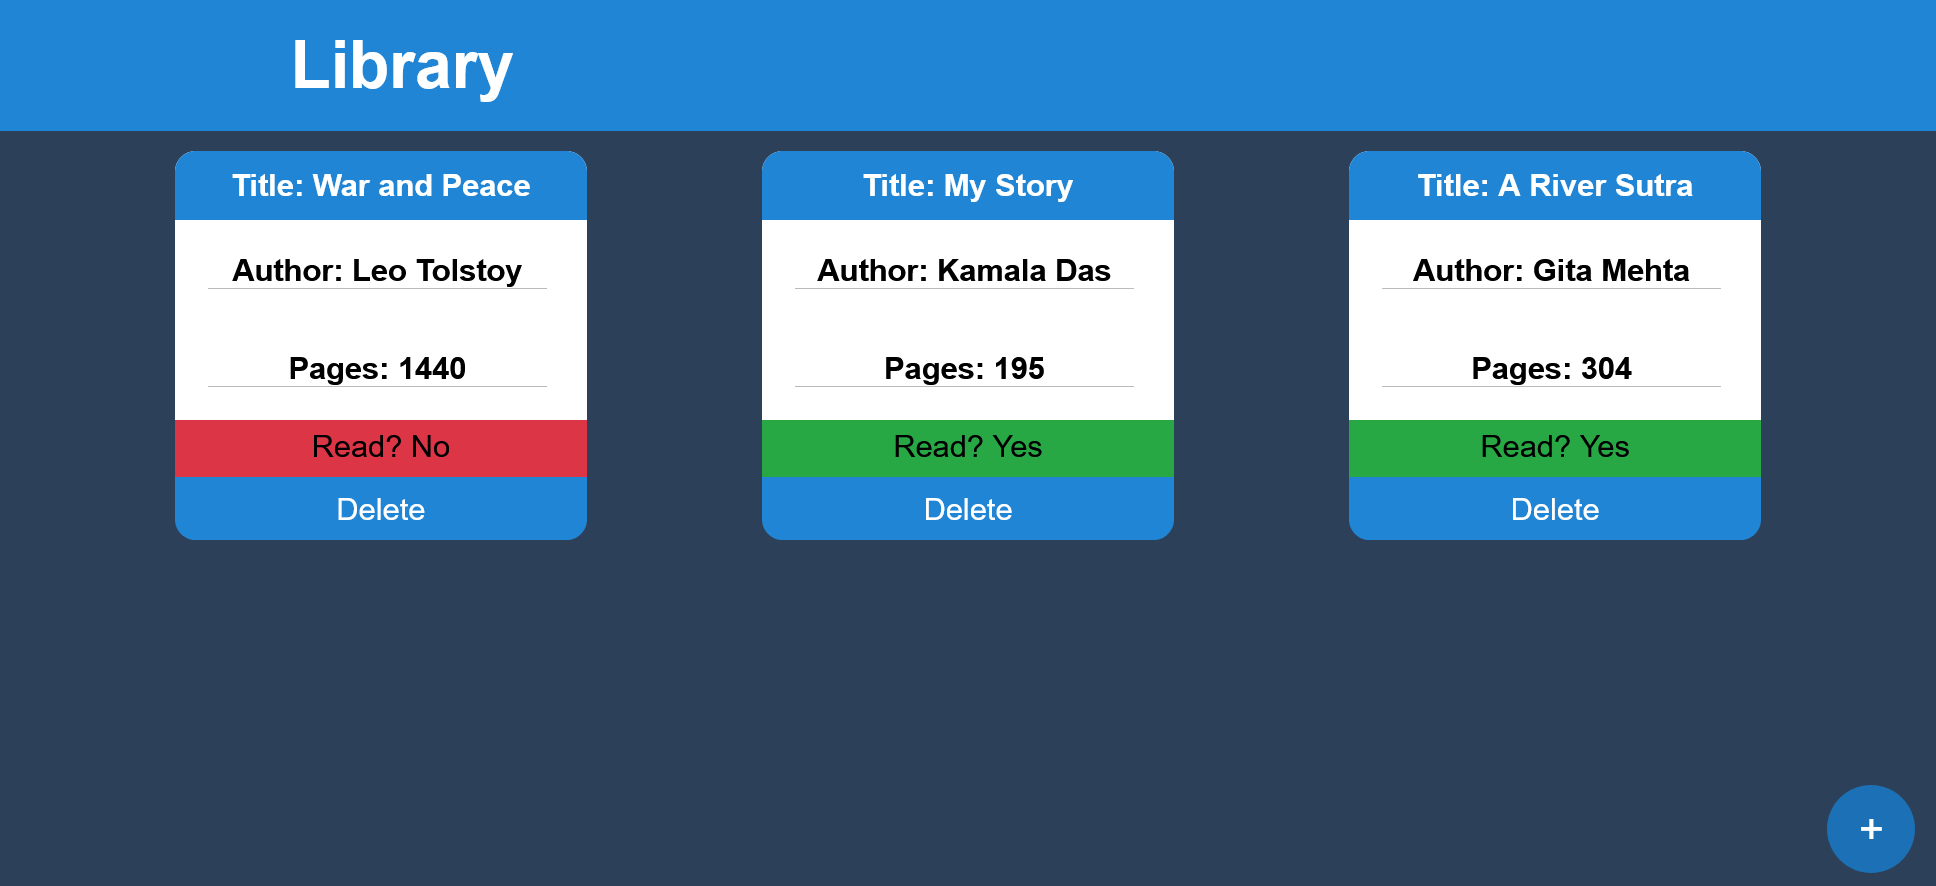 Library
Title: War and Peace
Author: Leo Tolstoy
Pages: 1440
Read? No
Delete
Title: My Story
Author: Kamala Das
Pages: 195
Read? Yes
Delete
Title: A River Sutra
Author: Gita Mehta
Pages: 304
Read? Yes
Delete
+